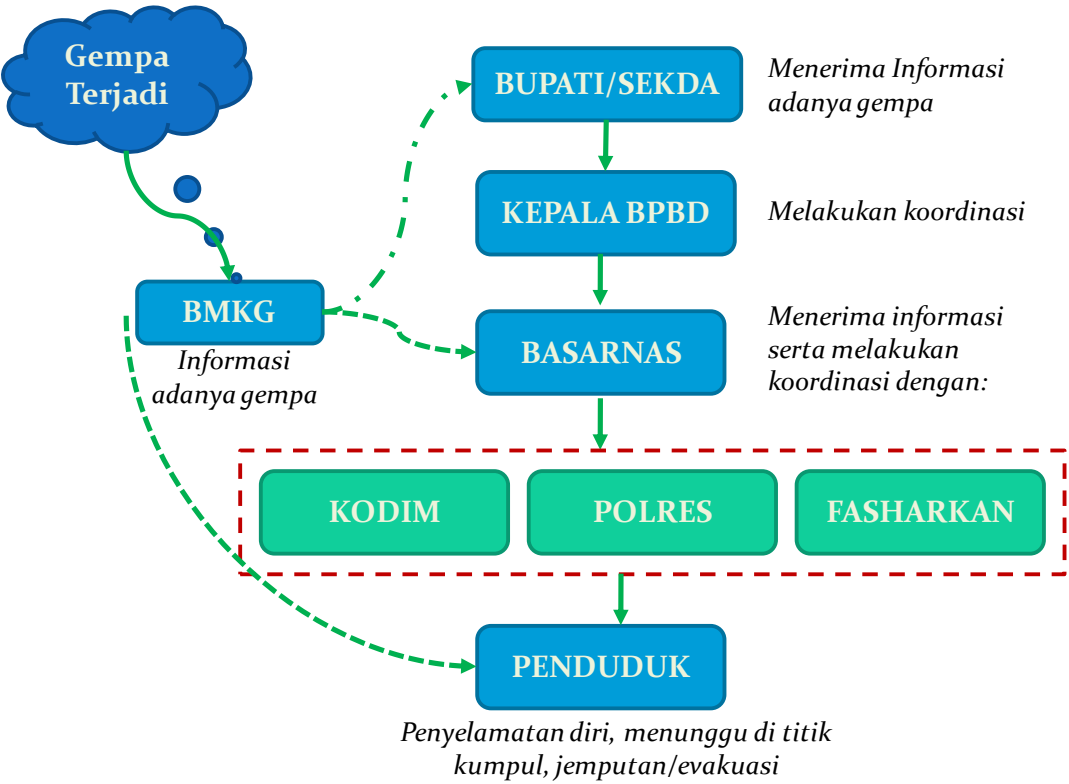 Gempa
Terjadi
BUPATI/SEKDA
Menerima Informasi
adanya gempa
KEPALA BPBD
Melakukan koordinasi
BMKG
Informasi
adanya gempa
BASARNAS
Menerima informasi
serta melakukan
koordinasi dengan:
KODIM
POLRES
FASHARKAN
PENDUDUK
Penyelamatan diri, menunggu di titik
kumpul, jemputan/evakuasi